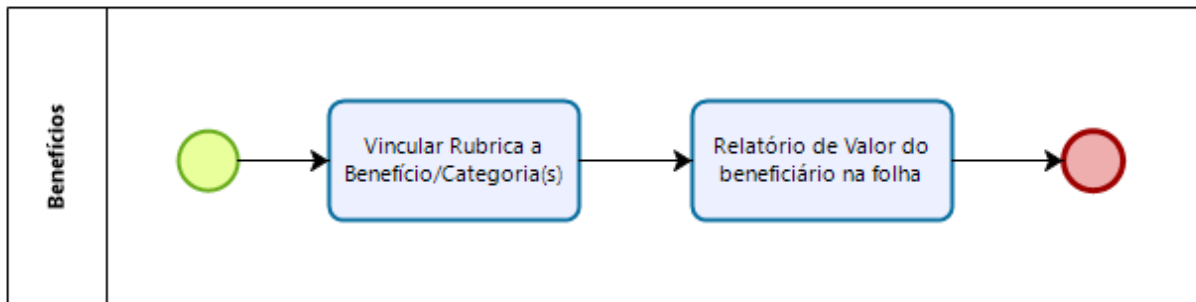 Benefícios
Vincular Rubrica a
Benefício/Categoria(s)
Relatório de Valor do
beneficiário na folha